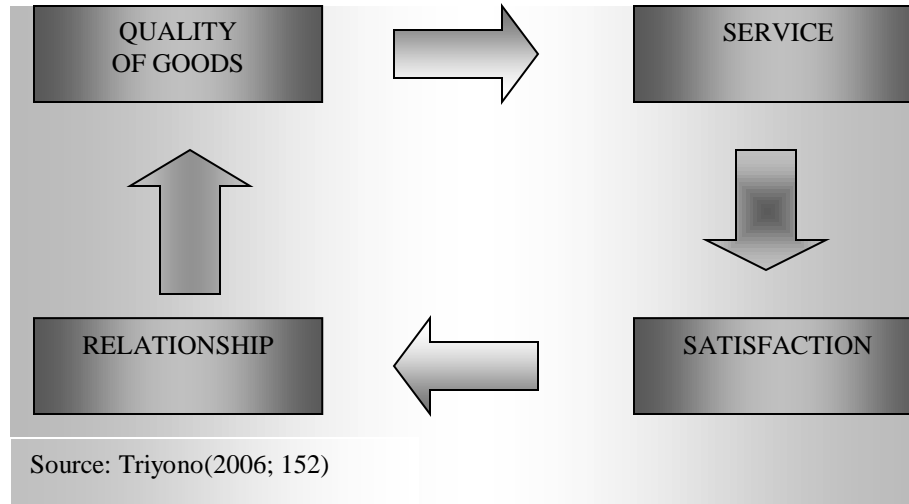 QUALITY
OF GOODS
SERVICE
RELATIONSHIP
SATISFACTION
Source: Triyono(2006; 152)